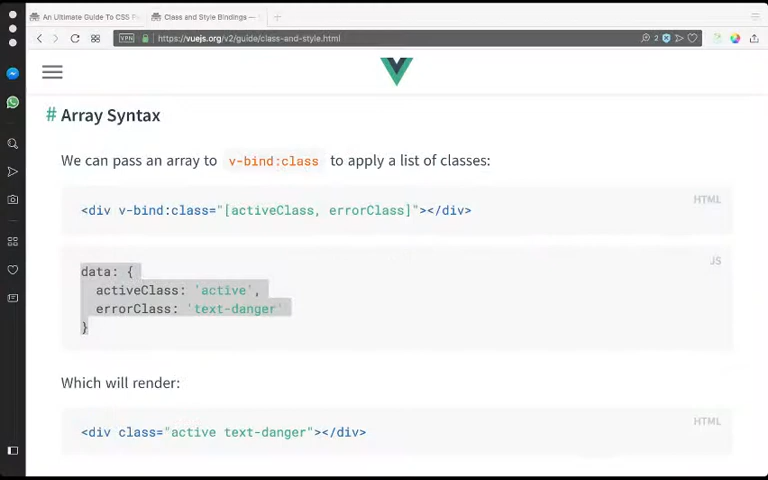 An Ultimate Guide To CSS P
Class and Style Bindings —
VPN
https://vuejs.org/v2/guide/class-and-style.html
2
# Array Syntax
We can pass an array to v-bind:class to apply a list of classes:
HTML
<div v-bind:class="[activeClass, errorClass]"></div>
JS
data: {
activeClass: 'active',
errorClass: 'text-danger'
}
Which will render:
HTML
<div class="active text-danger"></div>